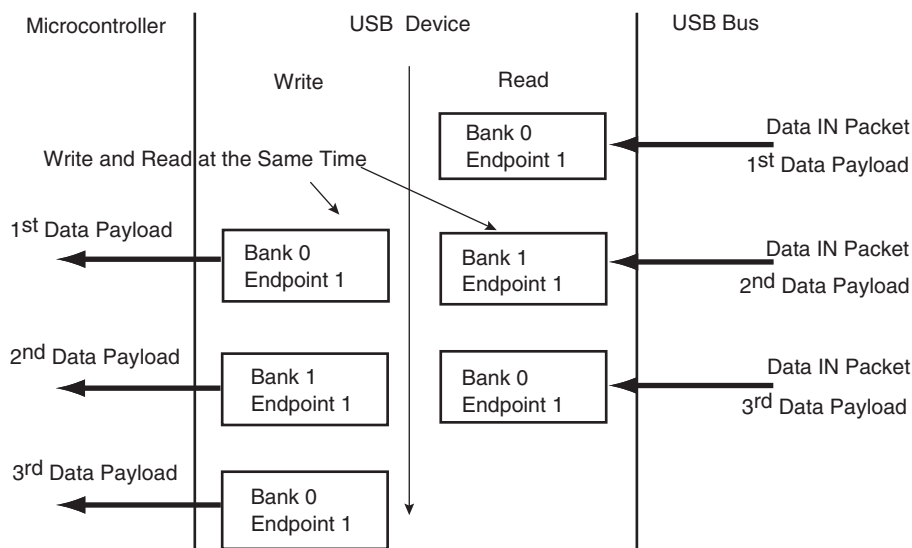 Microcontroller
USB Device
USB Bus
Write
Read
Bank 0
Endpoint 1
Data IN Packet
1st Data Payload
Write and Read at the Same Time
1st Data Payload
Bank 0
Endpoint 1
Bank 1
Endpoint 1
Data IN Packet
2nd Data Payload
2nd Data Payload
Bank 1
Endpoint 1
Bank 0
Endpoint 1
Data IN Packet
3rd Data Payload
3rd Data Payload
Bank 0
Endpoint 1